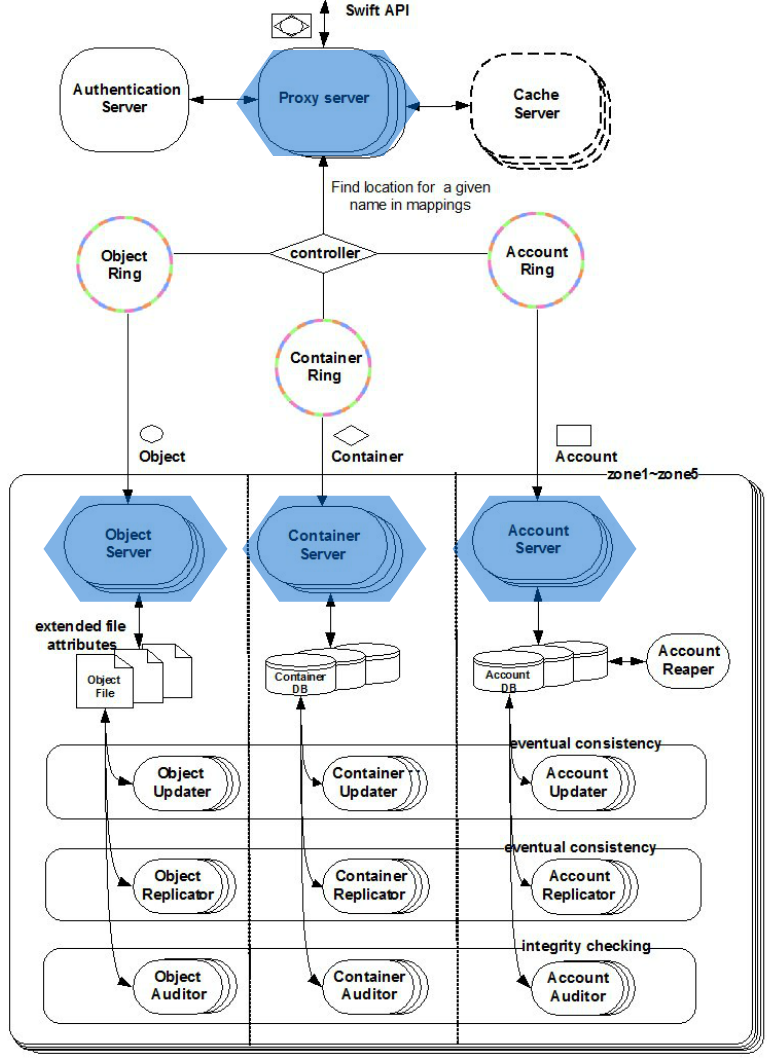 Swift API
Authentication
Server
Proxy server
Cache
Server
Find location for a given
name in mappings
Object
Ring
controller
Account
Ring
Container
Ring
Object
Container
Account
zone1~zone5
Object
Server
Container
Server
Account
Server
extended file
attributes
Object
File
Container
DB
Account
DB
Account
Reaper
eventual consistency
Object
Updater
Container
Updater
Account
Updater
eventual consistency
Object
Replicator
Container
Replicator
Account
Replicator
integrity checking
Object
Auditor
Container
Auditor
Account
Auditor